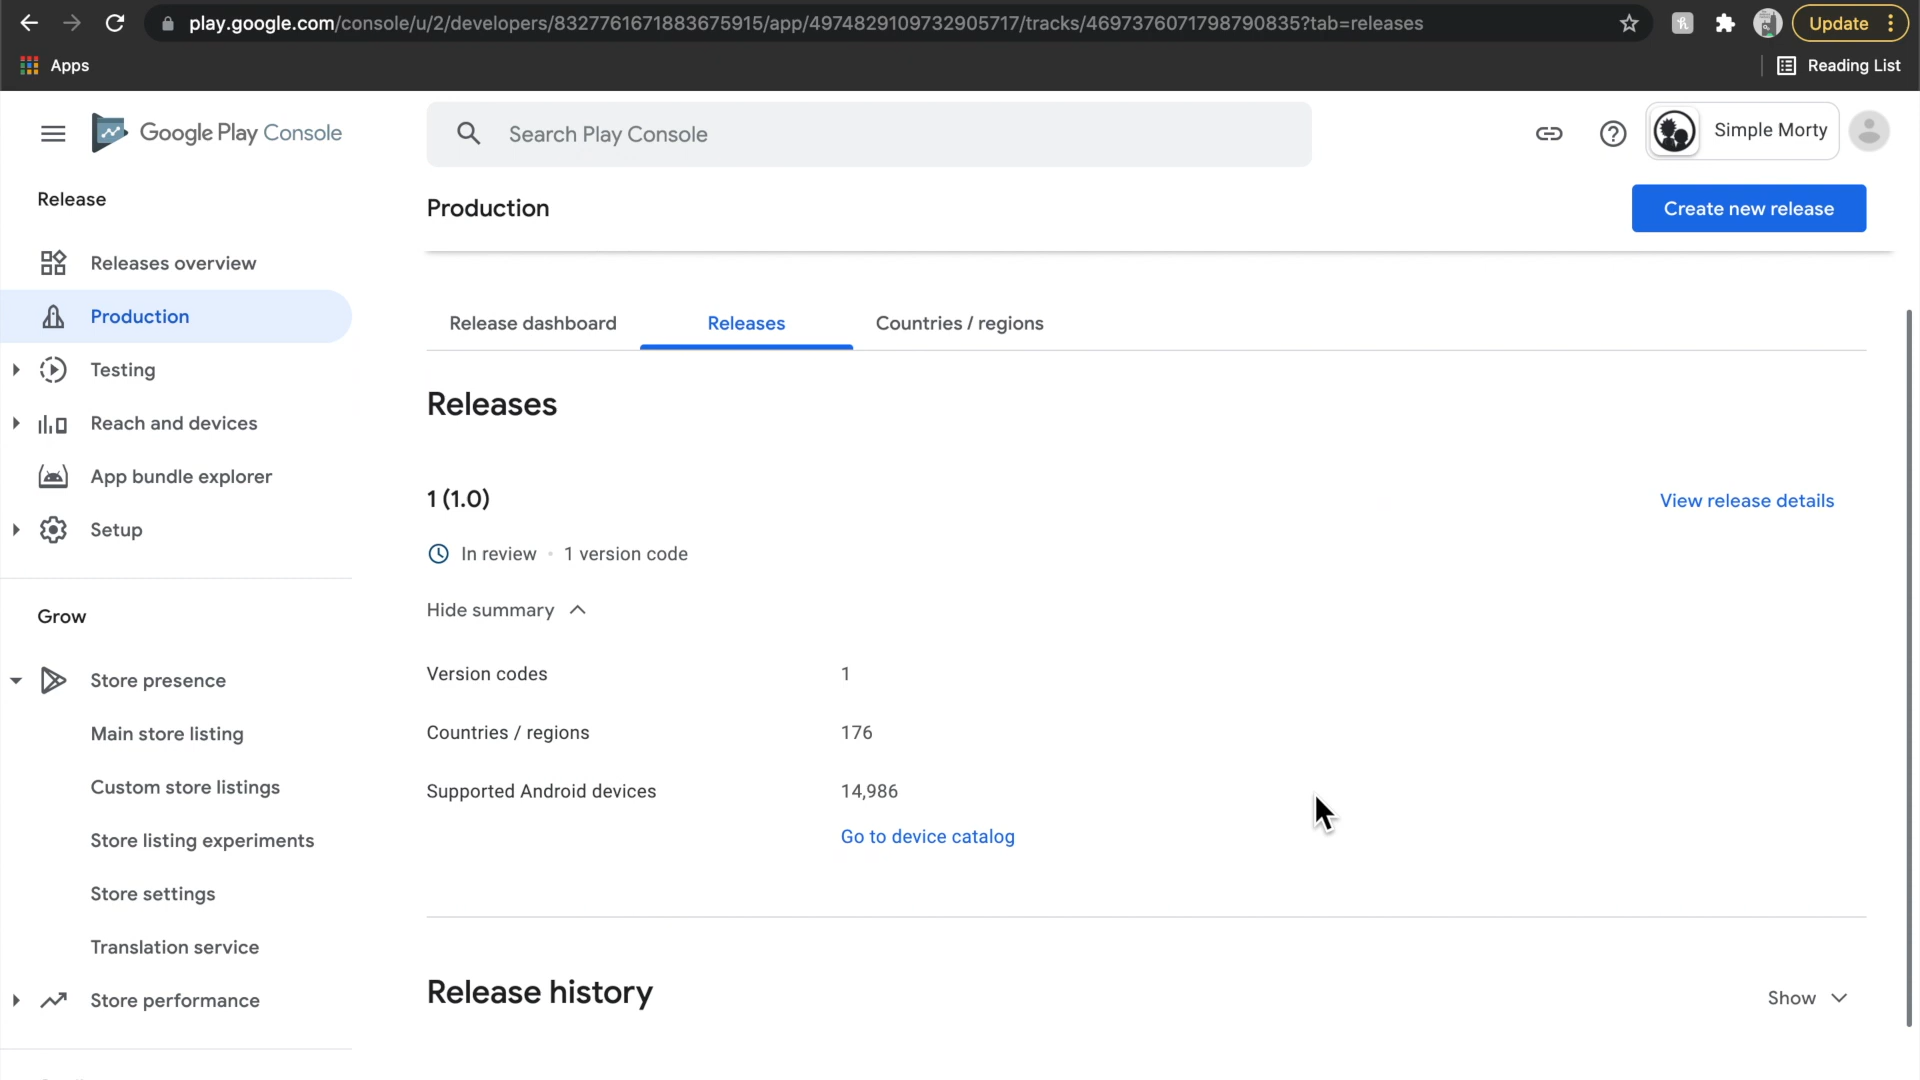 play.google.com/console/u/2/developers/8327761671883675915/app/4974829109732905717/tracks/4697376071798790835?tab=releases
Update
Apps
Reading List
Google Play Console
Search Play Console
Simple Morty
Release
Releases overview
Production
Testing
Reach and devices
App bundle explorer
Setup
Grow
Store presence
Main store listing
Custom store listings
Store listing experiments
Store settings
Translation service
Store performance
Production
Create new release
Release dashboard
Releases
Countries / regions
Releases
1 (1.0)
View release details
In review • 1 version code
Hide summary
Version codes 1
Countries / regions 176
Supported Android devices 14,986
Go to device catalog
Release history
Show